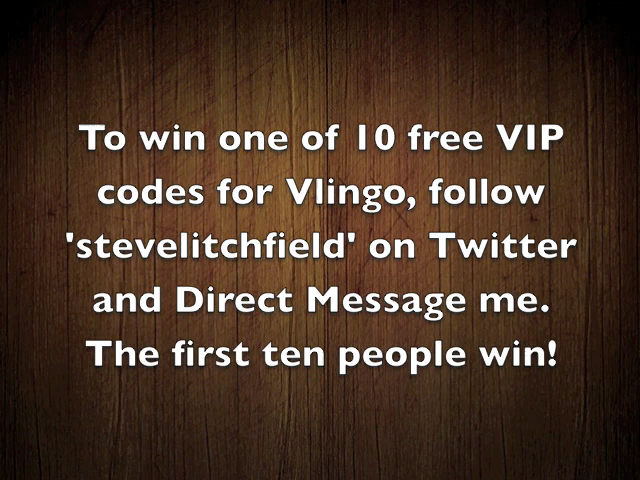 To win one of 10 free VIP
codes for Vlingo, follow
'stevelitchfield' on Twitter
and Direct Message me.
The first ten people win!